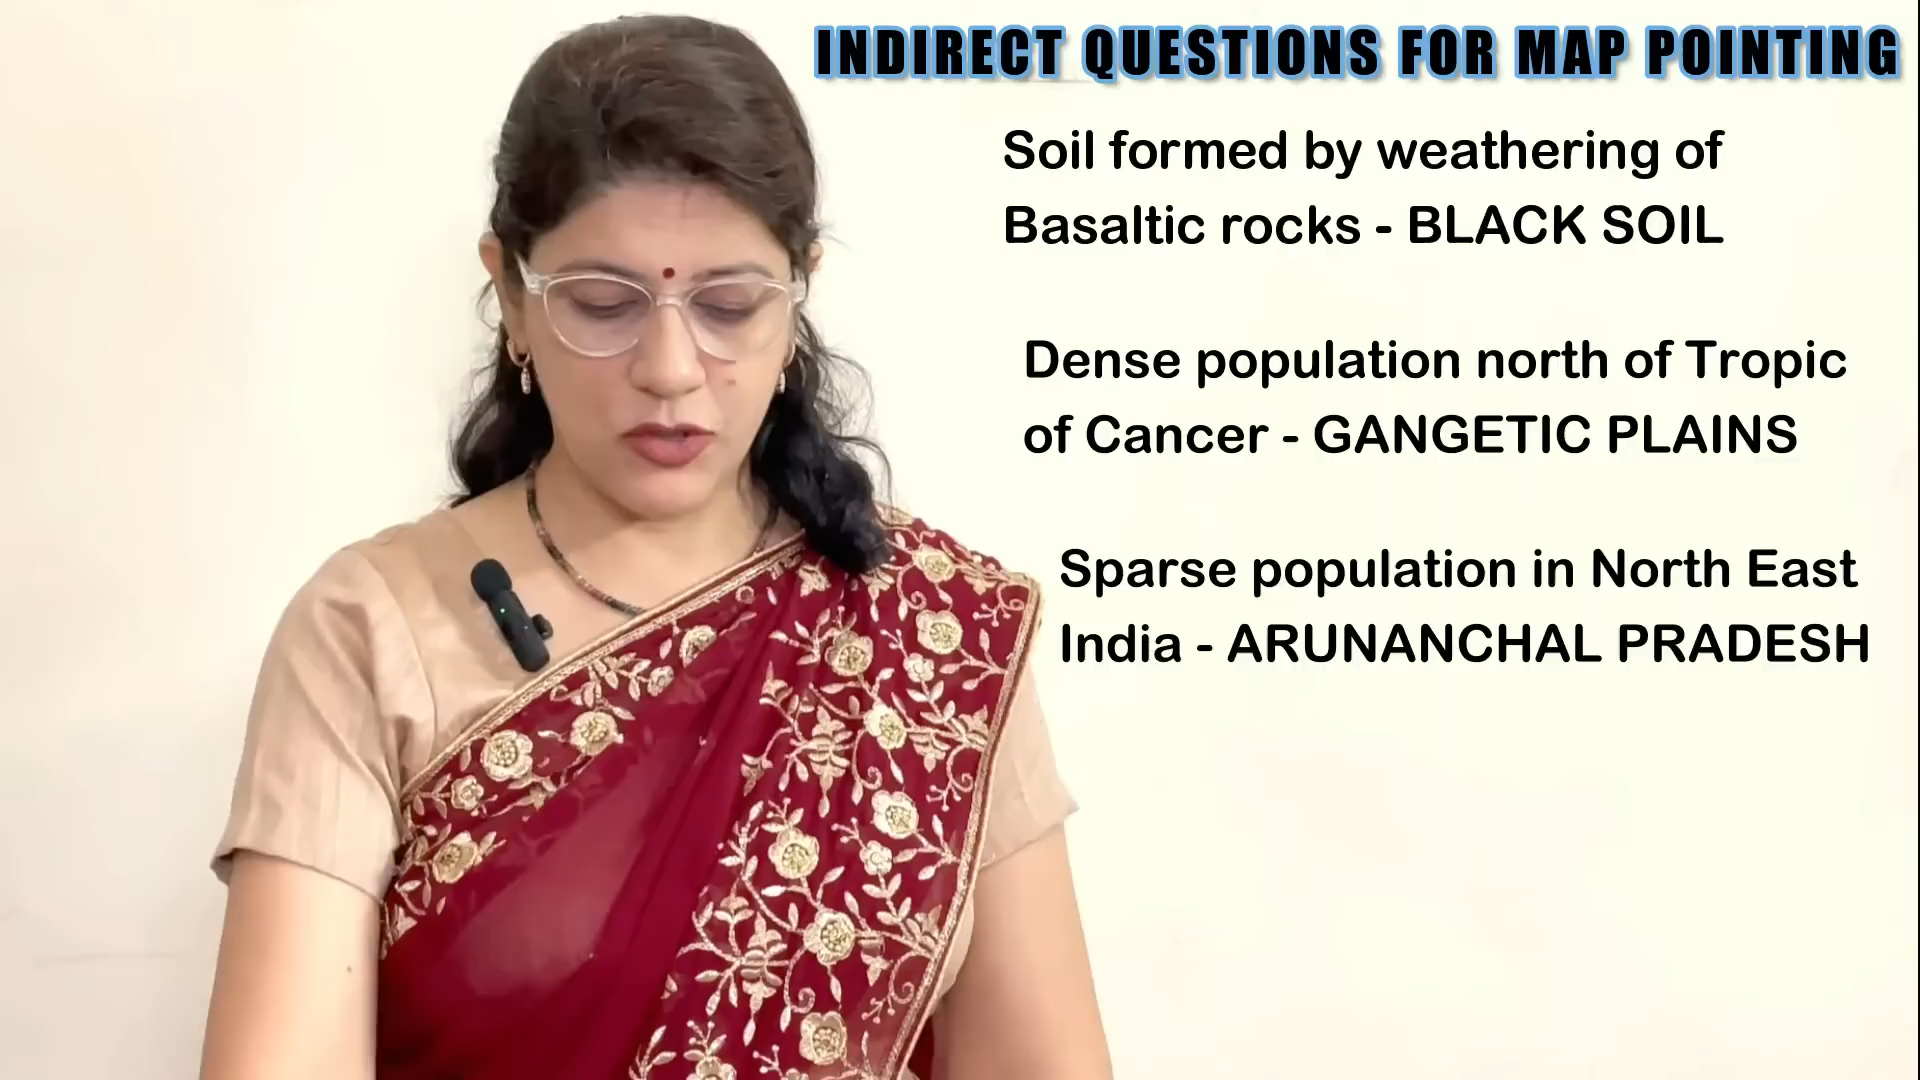 INDIRECT QUESTIONS FOR MAP POINTING
Soil formed by weathering of
Basaltic rocks - BLACK SOIL
Dense population north of Tropic
of Cancer - GANGETIC PLAINS
Sparse population in North East
India - ARUNANCHAL PRADESH